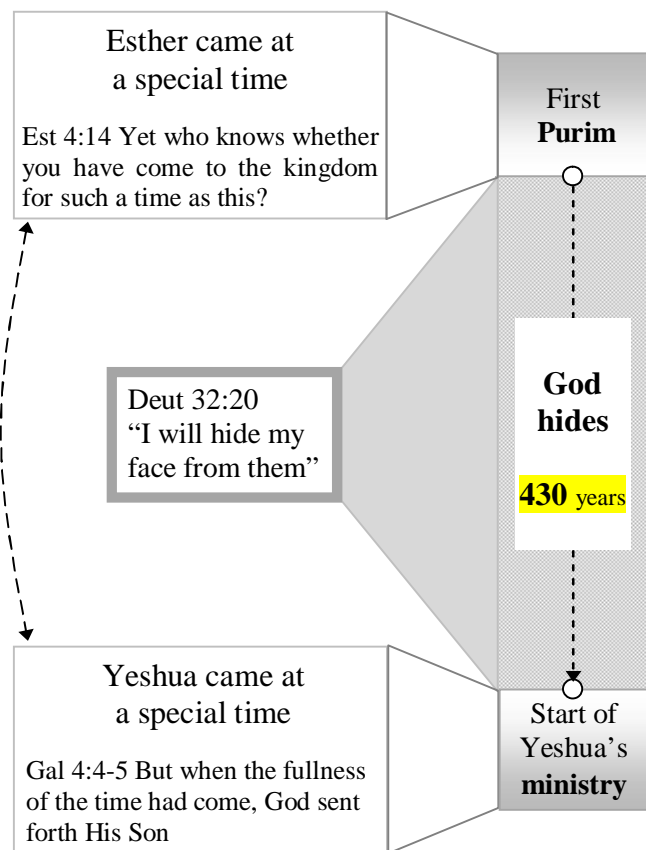 Esther came at
a special time
Est 4:14 Yet who knows whether
you have come to the kingdom
for such a time as this?
First
Purim
Deut 32:20
“I will hide my
face from them”
God
hides
430 years
Yeshua came at
a special time
Gal 4:4-5 But when the fullness
of the time had come, God sent
forth His Son
Start of
Yeshua’s
ministry